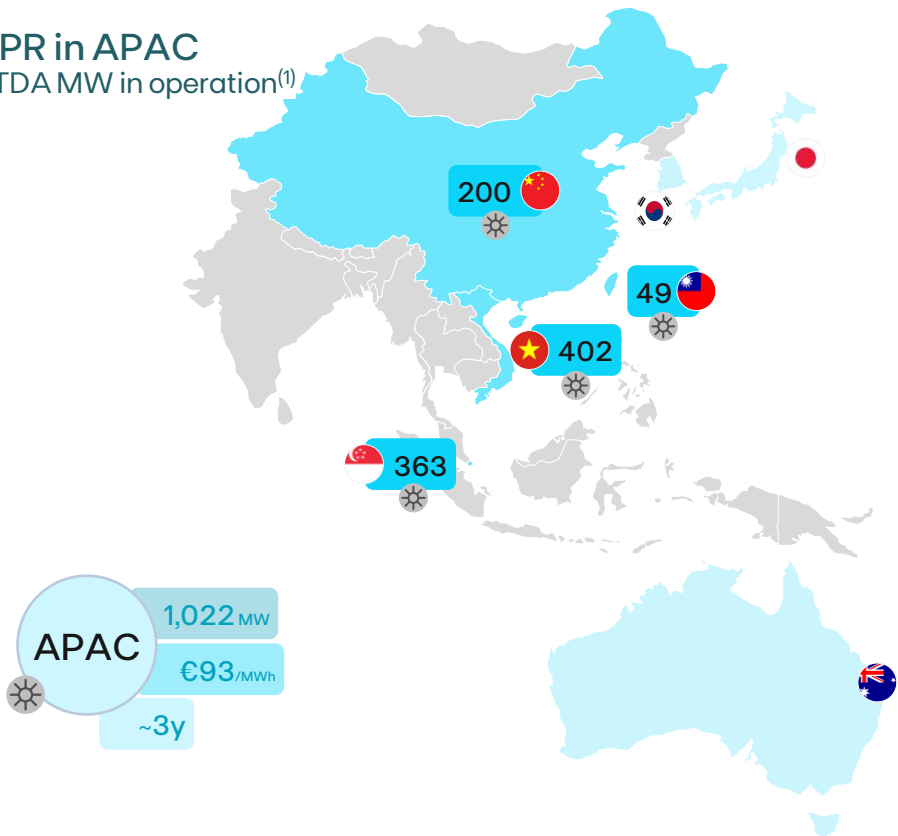 PR in APAC
TDA MW in operation(1)
200
49
402
363
1,022 MW
APAC
€93/MWh
~3y